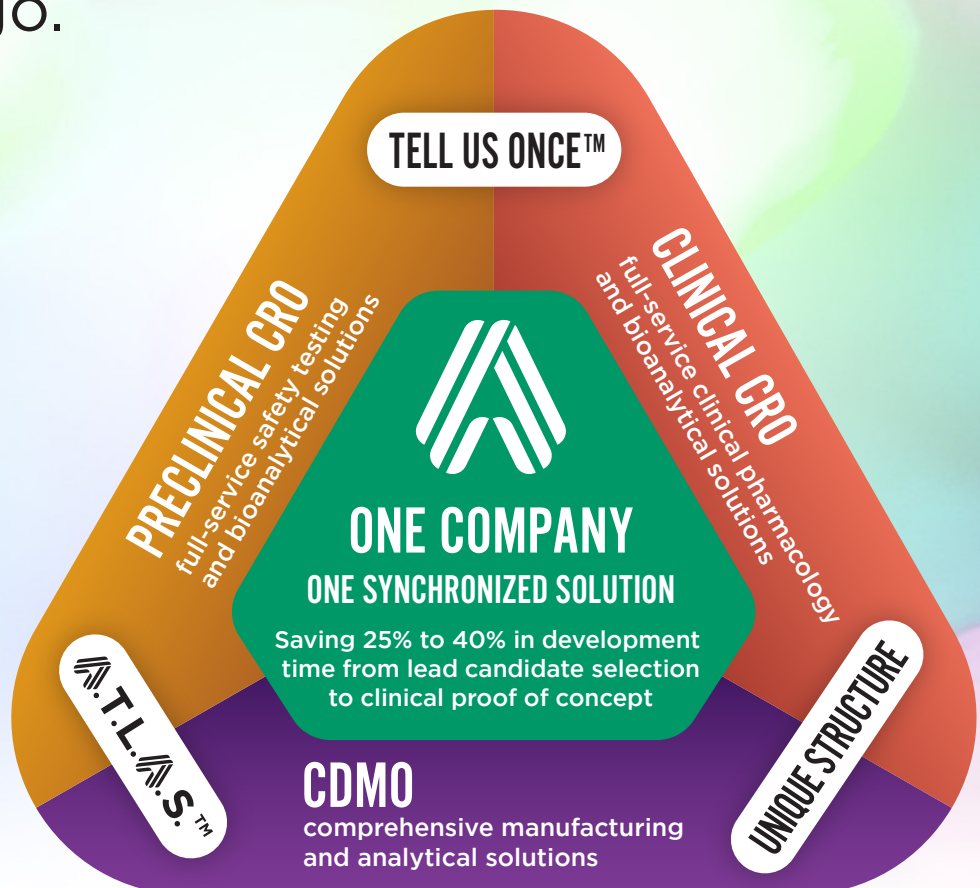 go.
TELL US ONCE™
PRECLINICAL CRO
full-service safety testing
and bioanalytical solutions
CLINICAL CRO
full-service clinical pharmacology
and bioanalytical solutions
ONE COMPANY
ONE SYNCHRONIZED SOLUTION
Saving 25% to 40% in development
time from lead candidate selection
to clinical proof of concept
A.T.L.A.S.™
UNIQUE STRUCTURE
CDMO
comprehensive manufacturing
and analytical solutions